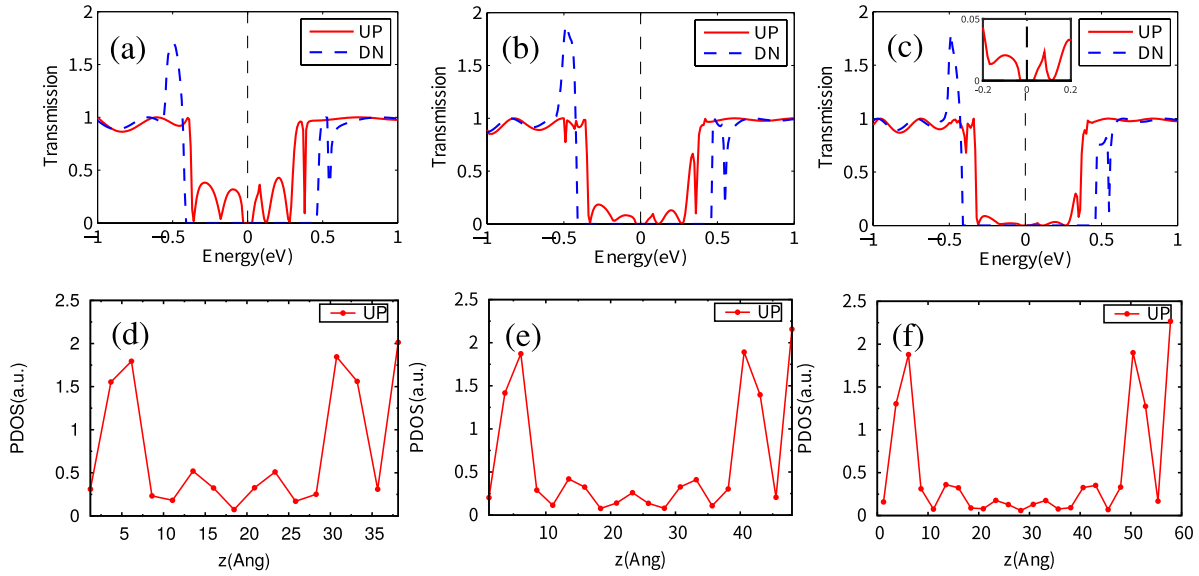 (a)
UP
DN
Transmission
2
1.5
1
0.5
0
−1
−0.5
0
0.5
1
Energy(eV)
(b)
UP
DN
Transmission
2
1.5
1
0.5
0
−1
−0.5
0
0.5
1
Energy(eV)
(c)
0.05
0
-0.2
0
0.2
UP
DN
Transmission
2
1.5
1
0.5
0
−1
−0.5
0
0.5
1
Energy(eV)
(d)
UP
PDOS(a.u.)
2.5
2
1.5
1
0.5
0
5
10
15
20
25
30
35
z(Ang)
(e)
UP
PDOS(a.u.)
2.5
2
1.5
1
0.5
0
10
20
30
40
z(Ang)
(f)
UP
PDOS(a.u.)
2.5
2
1.5
1
0.5
0
0
10
20
30
40
50
60
z(Ang)